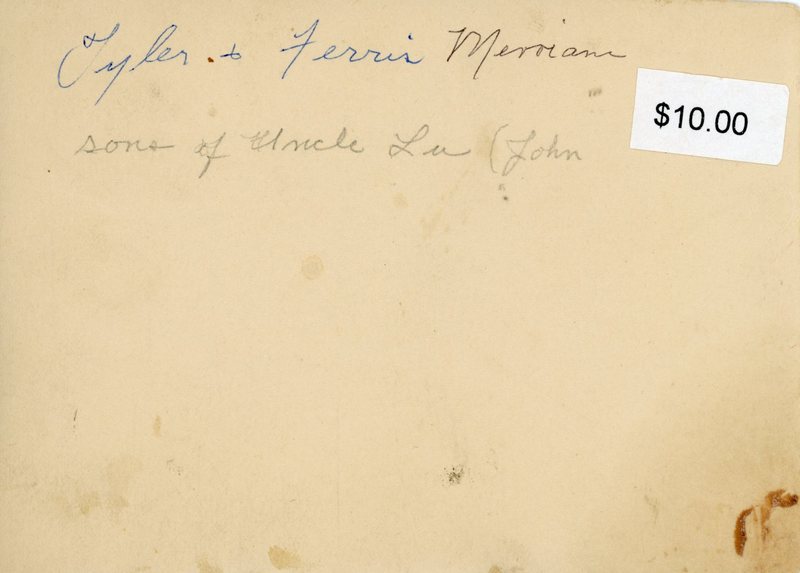 Tyler + Ferris Merriam
$10.00
sons of Uncle Lu (John